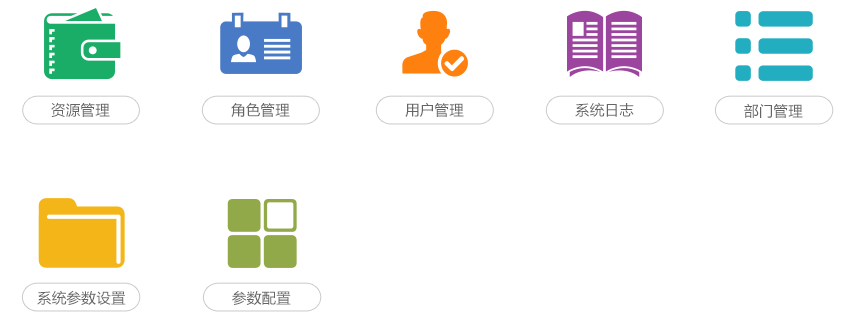 资源管理
角色管理
用户管理
系统日志
部门管理
系统参数设置
参数配置